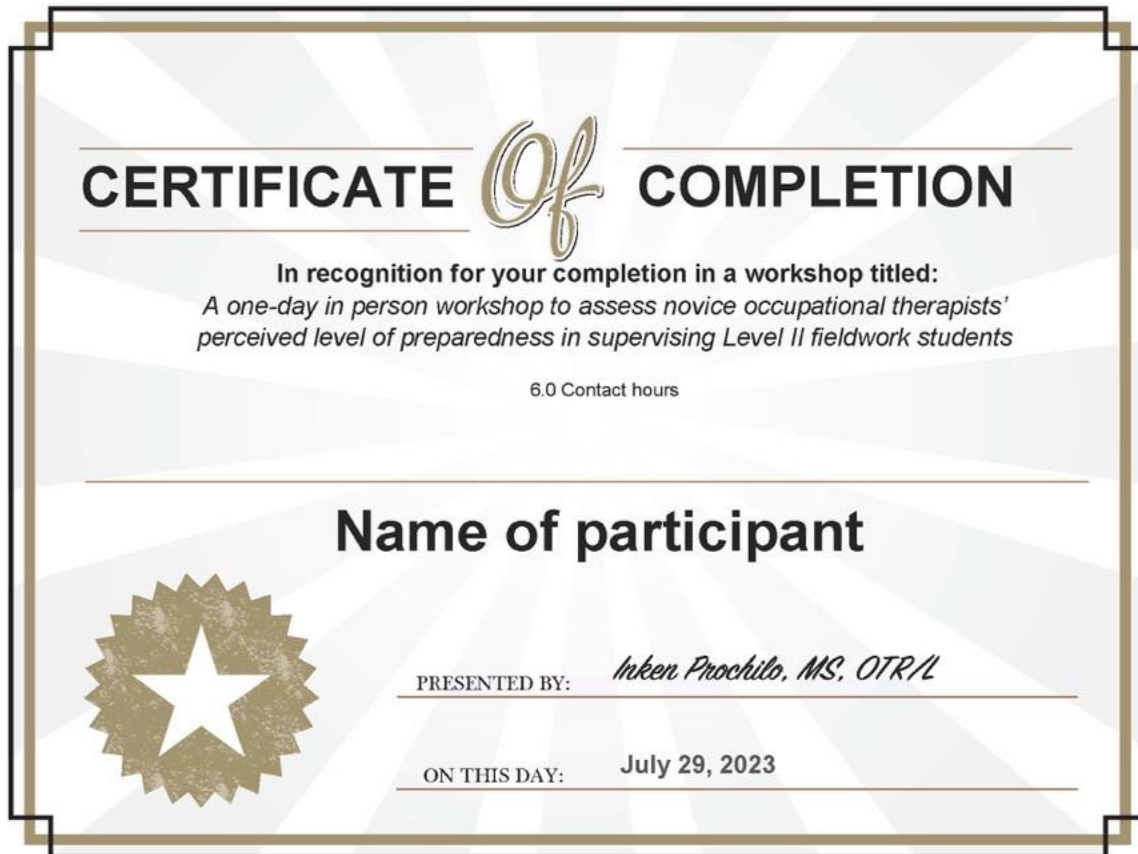 CERTIFICATE Of COMPLETION
In recognition for your completion in a workshop titled:
A one-day in person workshop to assess novice occupational therapists'
perceived level of preparedness in supervising Level II fieldwork students
6.0 Contact hours
Name of participant
PRESENTED BY: Inken Prochilo, MS, OTR/L
ON THIS DAY: July 29, 2023